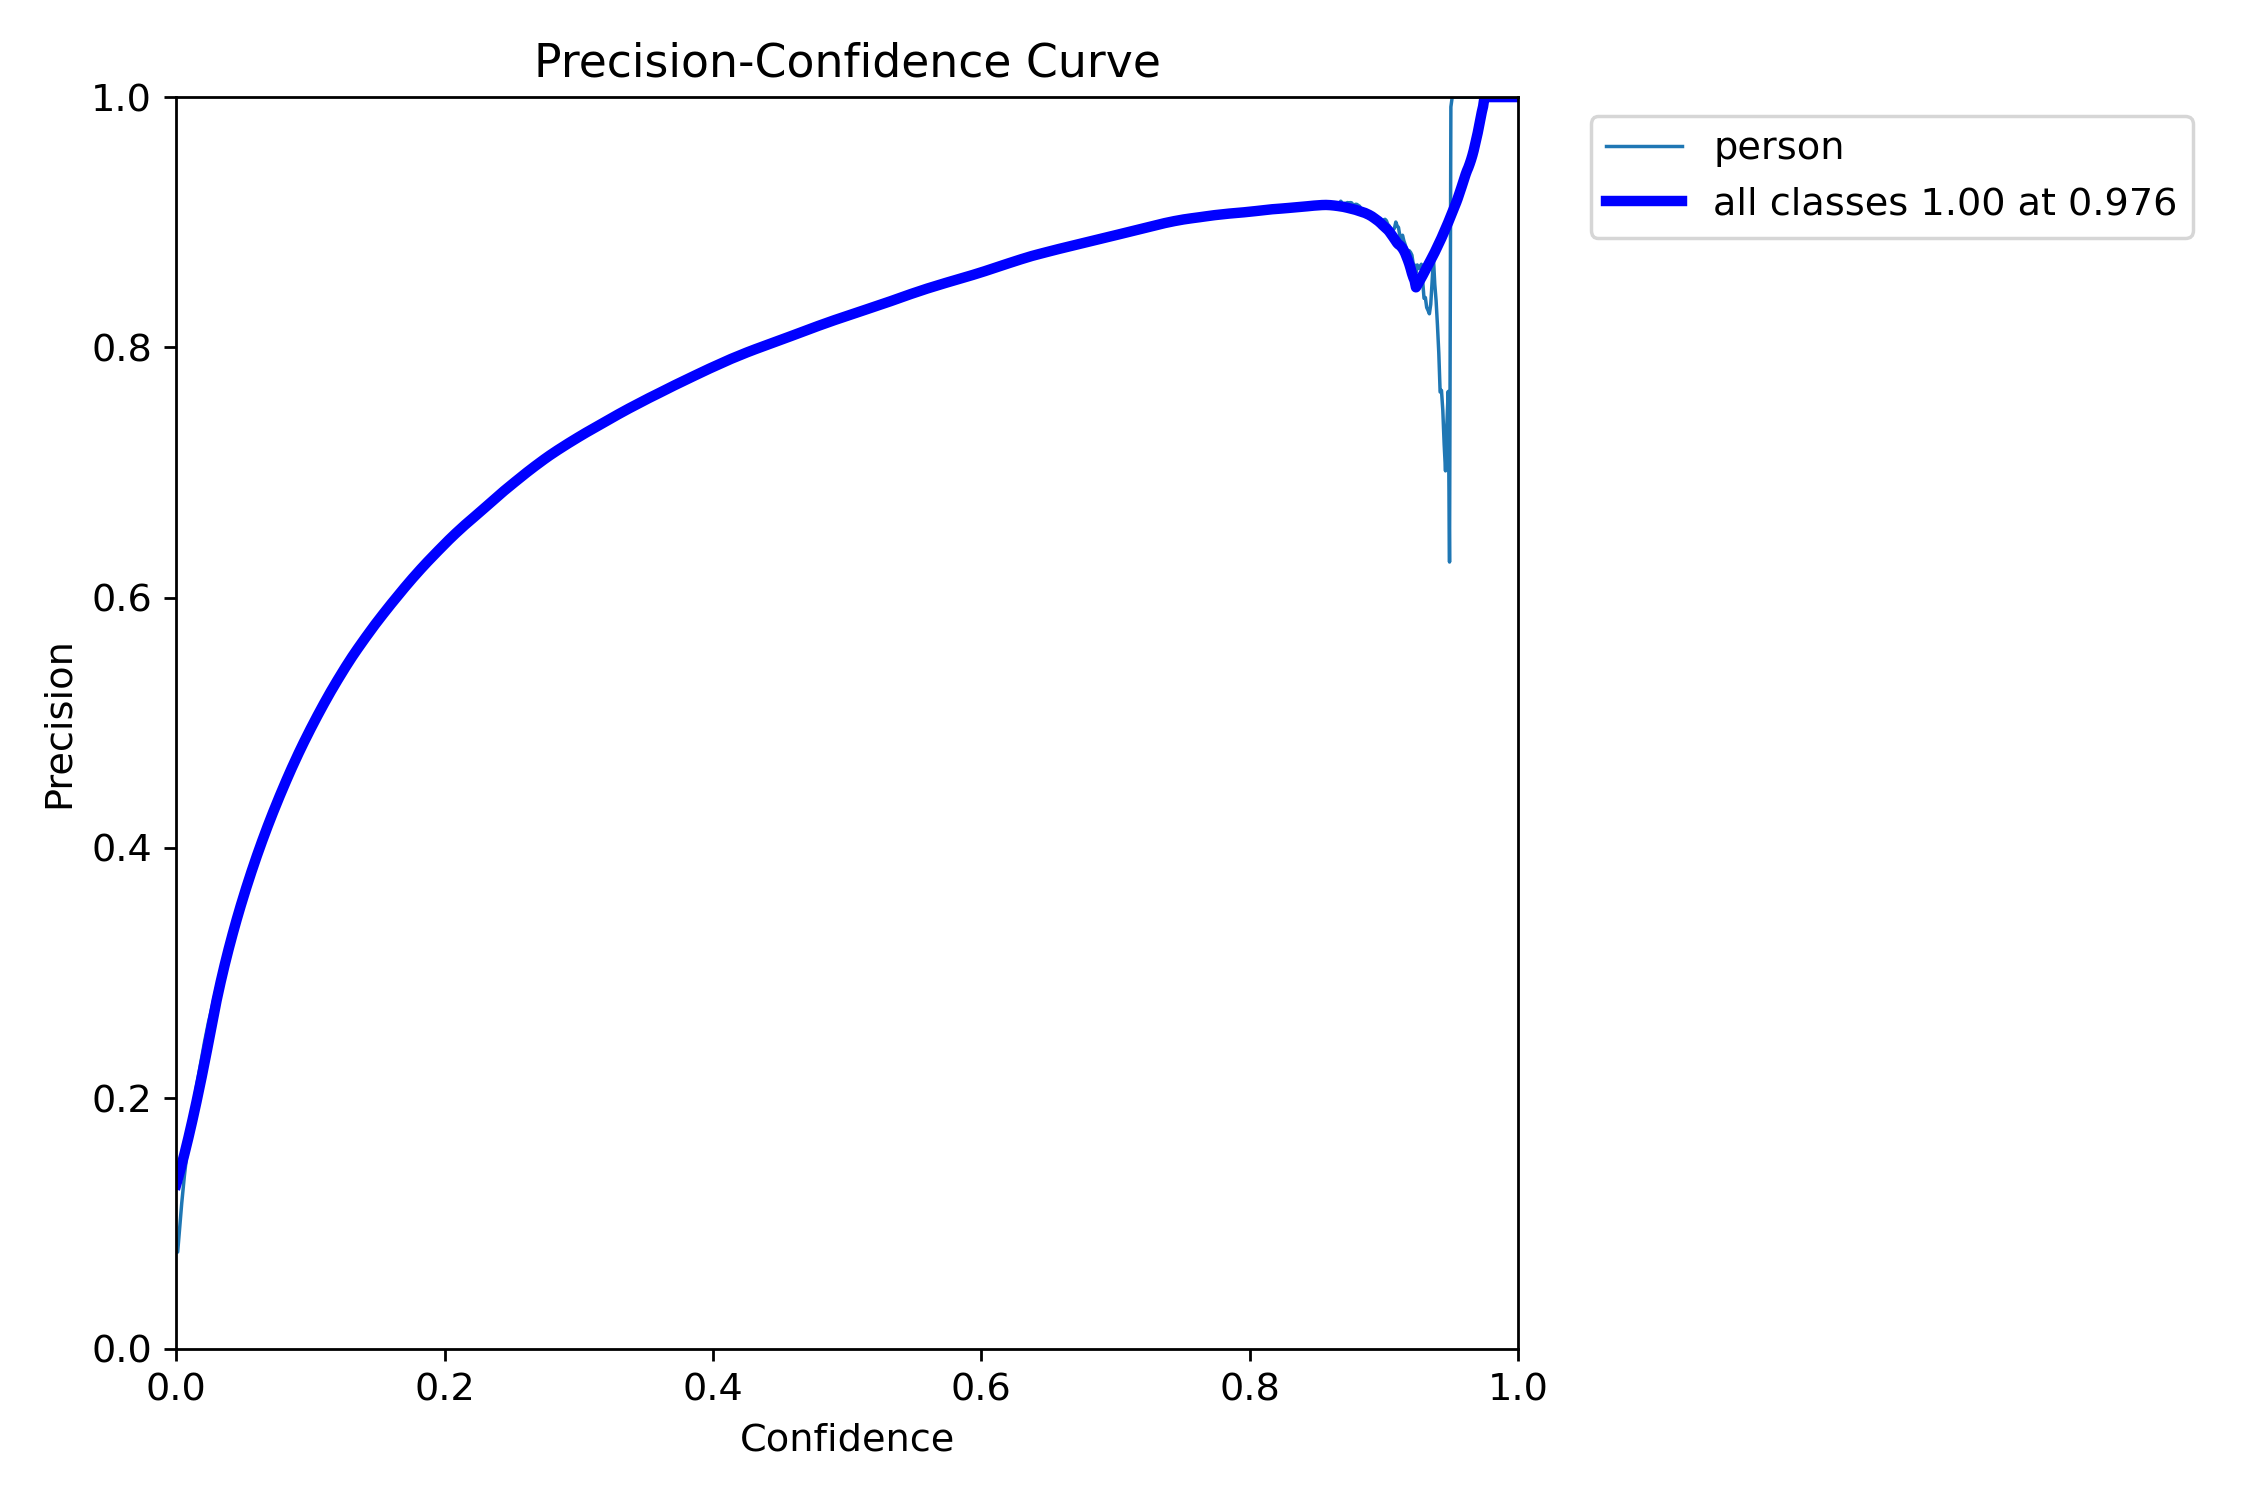 Precision-Confidence Curve
1.0
0.8
0.6
0.4
0.2
0.0
Precision
0.0 0.2 0.4 0.6 0.8 1.0
Confidence
person
all classes 1.00 at 0.976